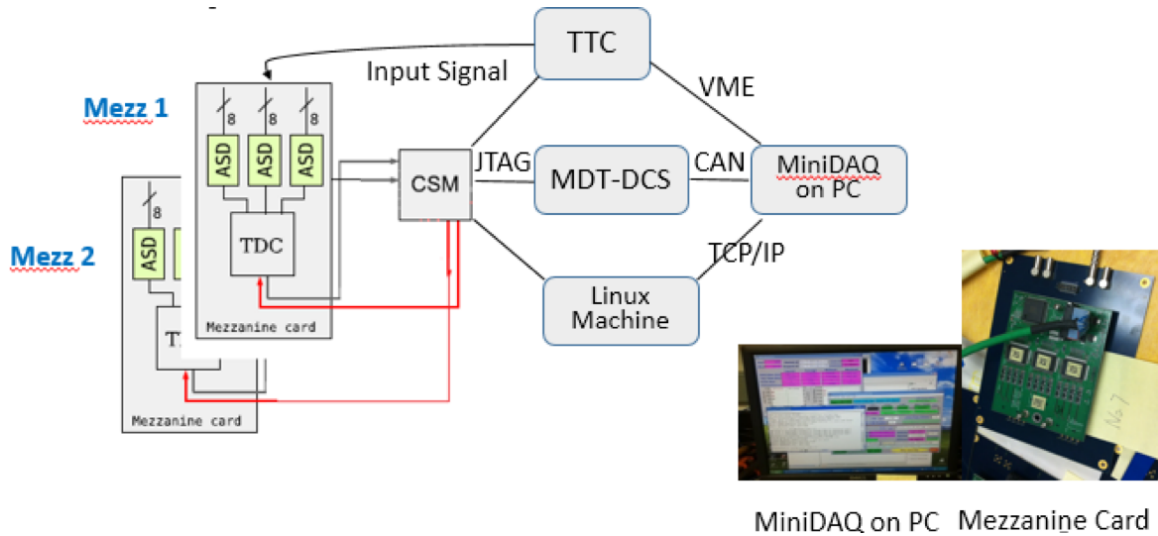 TTC
Input Signal
VME
Mezz 1
8
8
8
ASD
ASD
ASD
CSM
JTAG
MDT-DCS
CAN
MiniDAQ
on PC
8
TDC
Mezz 2
ASD
TCP/IP
Linux
Machine
Mezzanine card
T
Mezzanine card
No.7
MiniDAQ on PC
Mezzanine Card